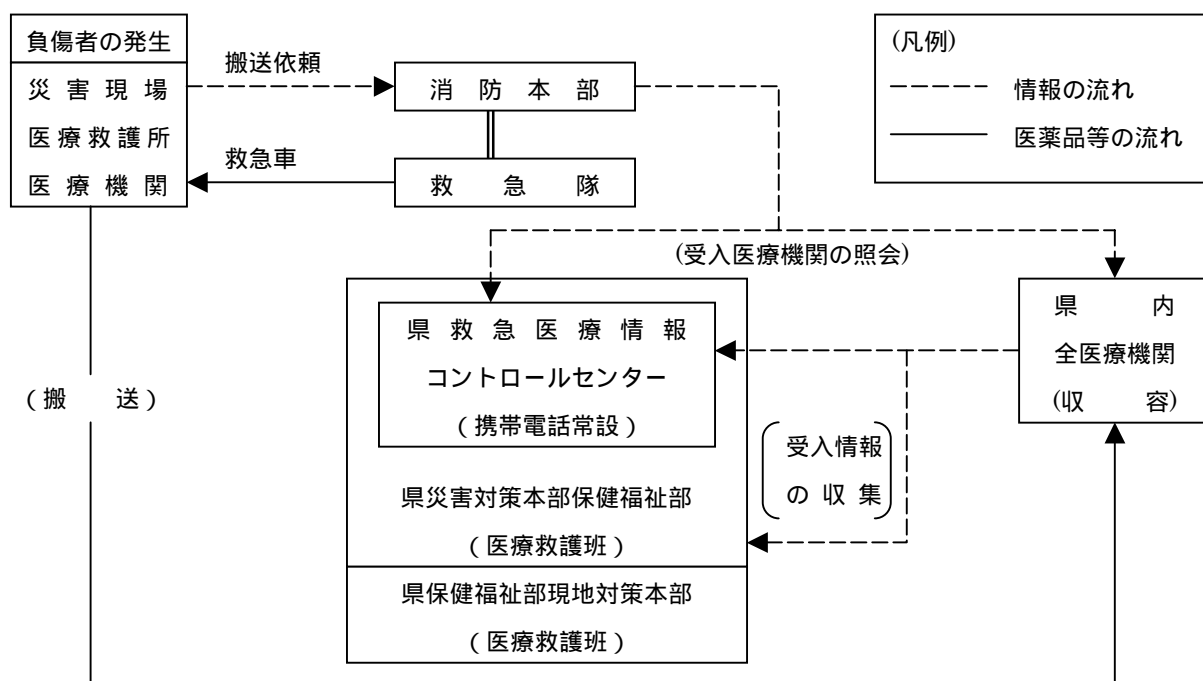 負傷者の発生
災害現場
医療救護所
医療機関
搬送依頼
救急車
消防本部
救急隊
(凡例)
情報の流れ
医薬品等の流れ
(受入医療機関の照会)
県救急医療情報
コントロールセンター
(携帯電話常設)
県災害対策本部保健福祉部
(医療救護班)
県保健福祉部現地対策本部
(医療救護班)
県内
全医療機関
(収容)
受入情報
の収集
(搬送)